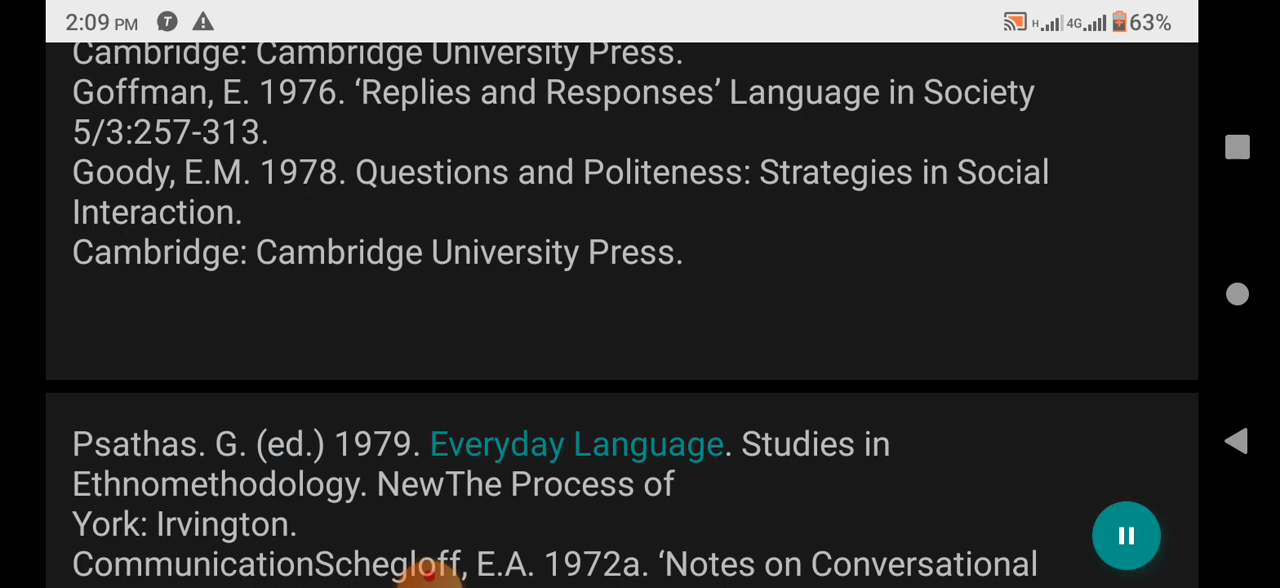 2:09 PM
H 4G 63%
Cambridge: Cambridge University Press.
Goffman, E. 1976. ‘Replies and Responses’ Language in Society
5/3:257-313.
Goody, E.M. 1978. Questions and Politeness: Strategies in Social
Interaction.
Cambridge: Cambridge University Press.
Psathas. G. (ed.) 1979. Everyday Language. Studies in
Ethnomethodology. NewThe Process of
York: Irvington.
CommunicationSchegloff, E.A. 1972a. ‘Notes on Conversational